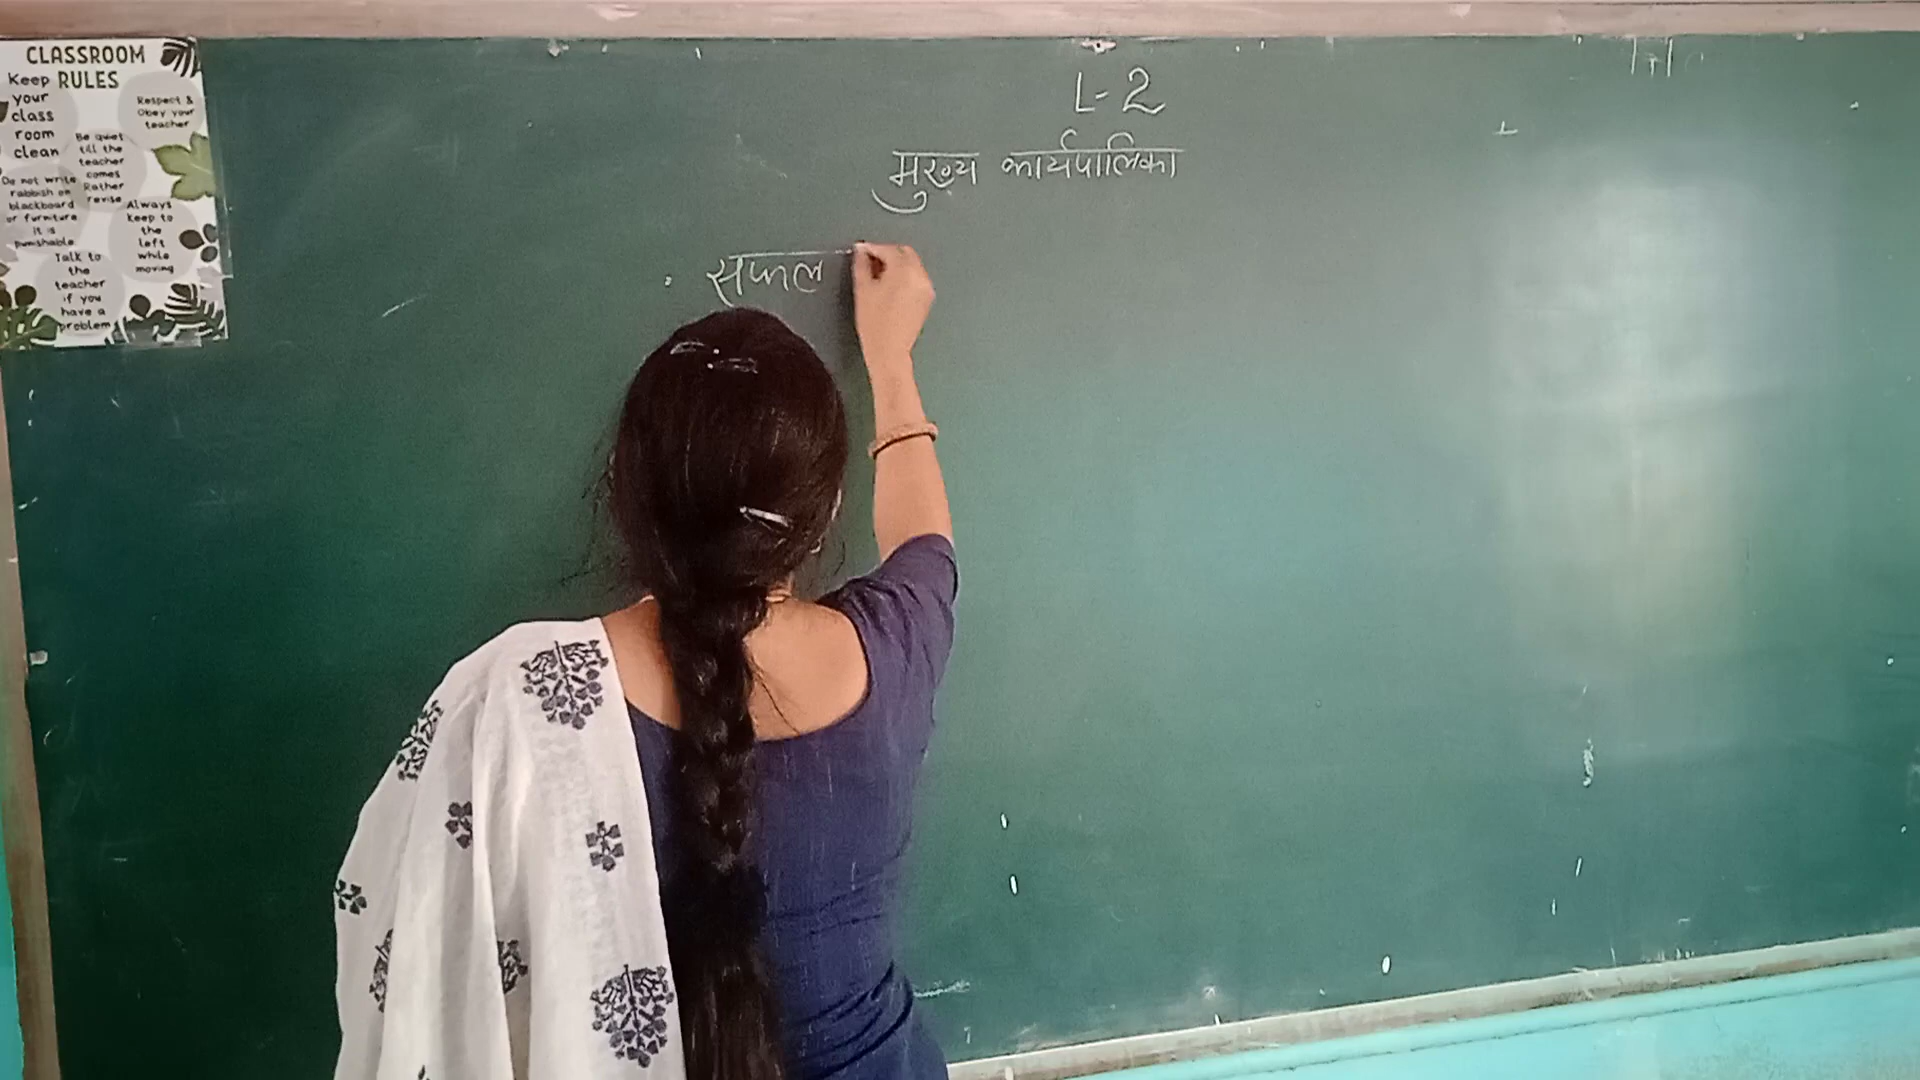 CLASSROOM
RULES
Keep
your
class
room
clean
Respect &
Obey your
teacher
Be quiet
till the
teacher
comes
Rather
revise
Do not write
rabbish on
blackboard
or furniture
it is
punishable
Always
keep to
the
left
while
moving
Talk to
the
teacher
if you
have a
problem
L-2
मुख्य कार्यपालिका
सफल